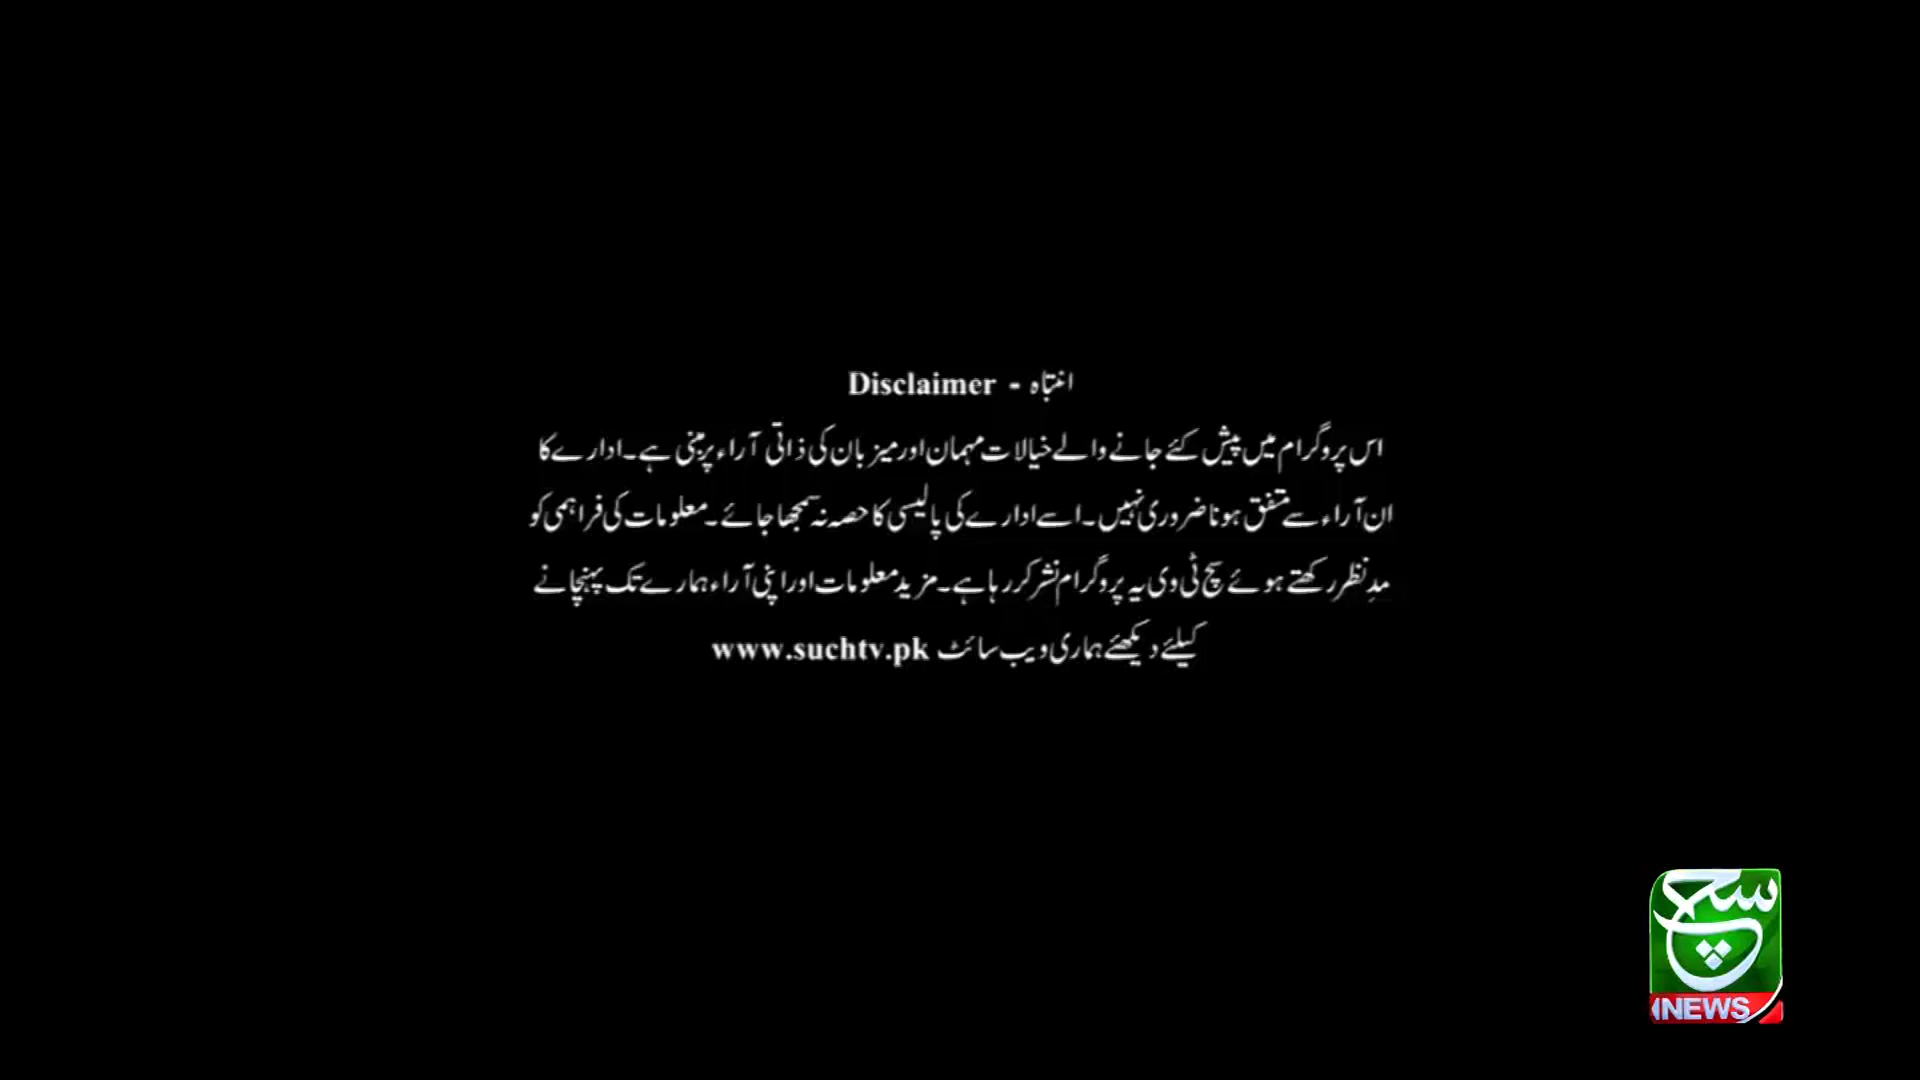 انتباہ - Disclaimer
اس پروگرام میں پیش کئے جانے والے خیالات مہمان اور میزبان کی ذاتی آراء پر مبنی ہے۔ ادارے کا
ان آراء سے متفق ہونا ضروری نہیں۔ اسے ادارے کی پالیسی کا حصہ نہ سمجھا جائے۔ معلومات کی فراہمی کو
مدِنظر رکھتے ہوئے سچ ٹی وی یہ پروگرام نشر کر رہا ہے۔ مزید معلومات اور اپنی آراء ہمارے تک پہنچانے
کیلئے دیکھئے ہماری ویب سائٹ www.suchtv.pk
سچ
NEWS